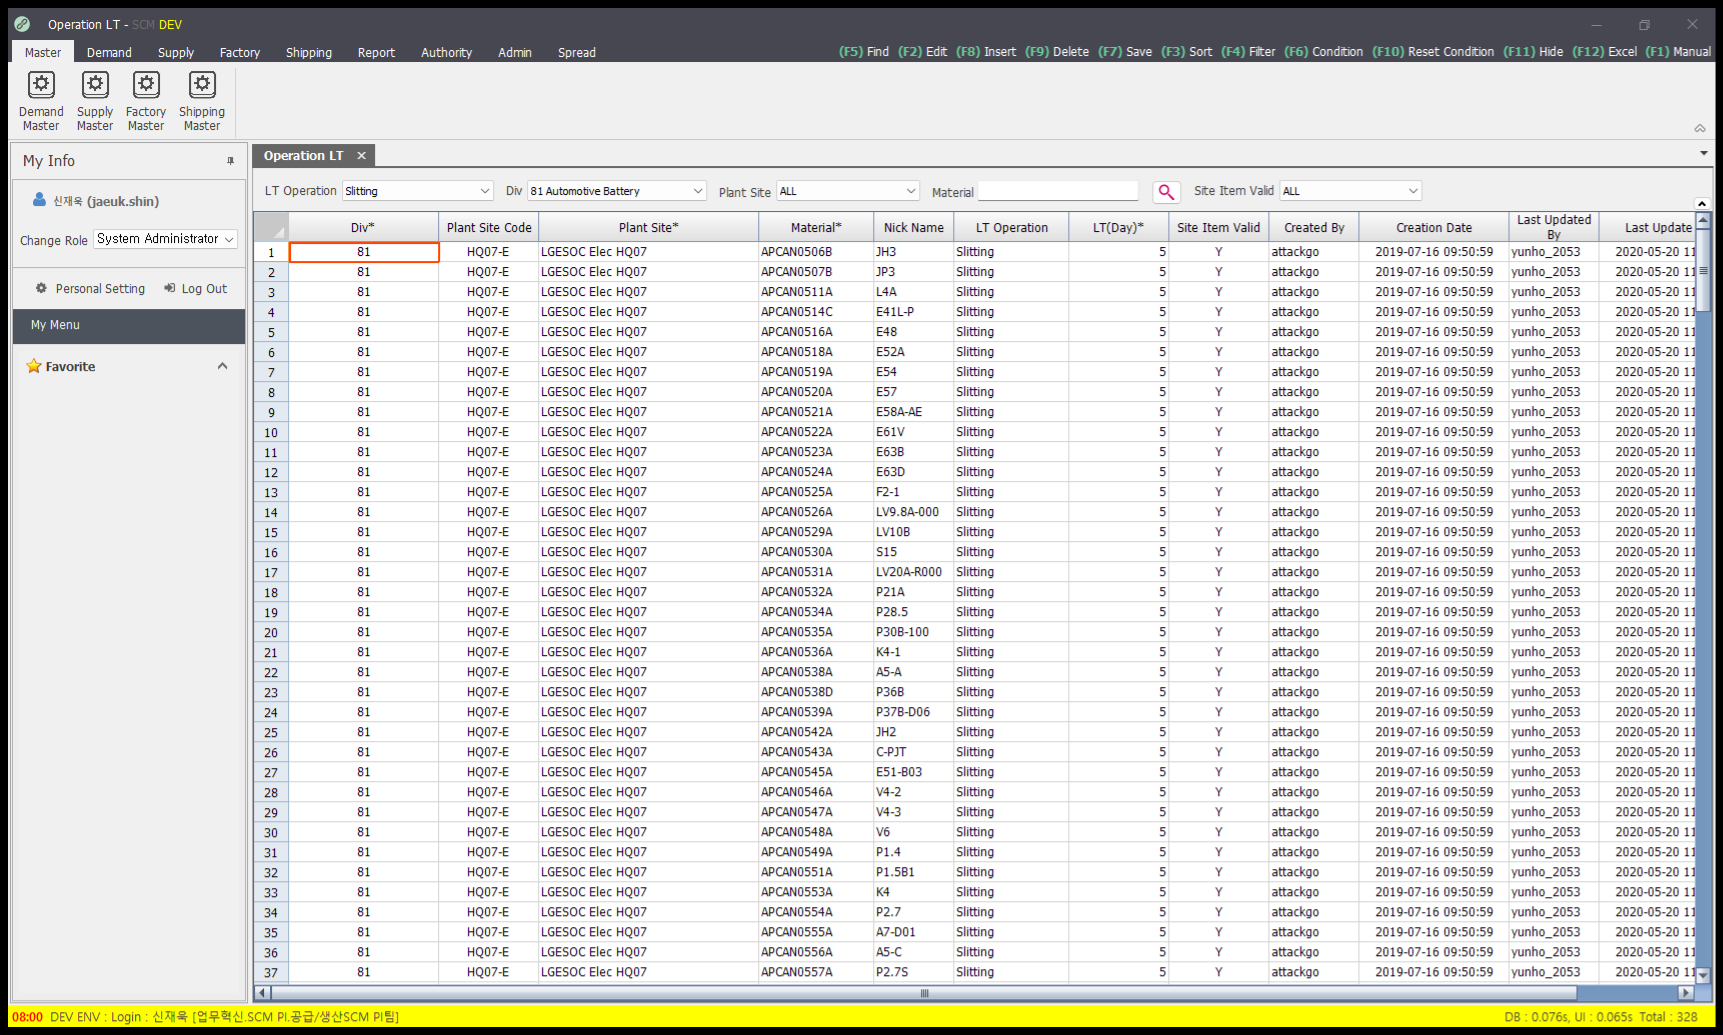 Operation LT - SCM DEV
Master Demand Supply Factory Shipping Report Authority Admin Spread (F5) Find (F2) Edit (F8) Insert (F9) Delete (F7) Save (F3) Sort (F4) Filter (F6) Condition (F10) Reset Condition (F11) Hide (F12) Excel (F1) Manual
Demand Master Supply Master Factory Master Shipping Master
My Info
신재욱 (jaeuk.shin)
Change Role System Administrator
Personal Setting Log Out
My Menu
Favorite
Operation LT
LT Operation Slitting Div 81 Automotive Battery Plant Site ALL Material Site Item Valid ALL
Div* Plant Site Code Plant Site* Material* Nick Name LT Operation LT(Day)* Site Item Valid Created By Creation Date Last Updated By Last Update
1 81 HQ07-E LGESOC Elec HQ07 APCAN0506B JH3 Slitting 5 Y attackgo 2019-07-16 09:50:59 yunho_2053 2020-05-20 11
2 81 HQ07-E LGESOC Elec HQ07 APCAN0507B JP3 Slitting 5 Y attackgo 2019-07-16 09:50:59 yunho_2053 2020-05-20 11
3 81 HQ07-E LGESOC Elec HQ07 APCAN0511A L4A Slitting 5 Y attackgo 2019-07-16 09:50:59 yunho_2053 2020-05-20 11
4 81 HQ07-E LGESOC Elec HQ07 APCAN0514C E41L-P Slitting 5 Y attackgo 2019-07-16 09:50:59 yunho_2053 2020-05-20 11
5 81 HQ07-E LGESOC Elec HQ07 APCAN0516A E48 Slitting 5 Y attackgo 2019-07-16 09:50:59 yunho_2053 2020-05-20 11
6 81 HQ07-E LGESOC Elec HQ07 APCAN0518A E52A Slitting 5 Y attackgo 2019-07-16 09:50:59 yunho_2053 2020-05-20 11
7 81 HQ07-E LGESOC Elec HQ07 APCAN0519A E54 Slitting 5 Y attackgo 2019-07-16 09:50:59 yunho_2053 2020-05-20 11
8 81 HQ07-E LGESOC Elec HQ07 APCAN0520A E57 Slitting 5 Y attackgo 2019-07-16 09:50:59 yunho_2053 2020-05-20 11
9 81 HQ07-E LGESOC Elec HQ07 APCAN0521A E58A-AE Slitting 5 Y attackgo 2019-07-16 09:50:59 yunho_2053 2020-05-20 11
10 81 HQ07-E LGESOC Elec HQ07 APCAN0522A E61V Slitting 5 Y attackgo 2019-07-16 09:50:59 yunho_2053 2020-05-20 11
11 81 HQ07-E LGESOC Elec HQ07 APCAN0523A E63B Slitting 5 Y attackgo 2019-07-16 09:50:59 yunho_2053 2020-05-20 11
12 81 HQ07-E LGESOC Elec HQ07 APCAN0524A E63D Slitting 5 Y attackgo 2019-07-16 09:50:59 yunho_2053 2020-05-20 11
13 81 HQ07-E LGESOC Elec HQ07 APCAN0525A F2-1 Slitting 5 Y attackgo 2019-07-16 09:50:59 yunho_2053 2020-05-20 11
14 81 HQ07-E LGESOC Elec HQ07 APCAN0526A LV9.8A-000 Slitting 5 Y attackgo 2019-07-16 09:50:59 yunho_2053 2020-05-20 11
15 81 HQ07-E LGESOC Elec HQ07 APCAN0529A LV10B Slitting 5 Y attackgo 2019-07-16 09:50:59 yunho_2053 2020-05-20 11
16 81 HQ07-E LGESOC Elec HQ07 APCAN0530A S15 Slitting 5 Y attackgo 2019-07-16 09:50:59 yunho_2053 2020-05-20 11
17 81 HQ07-E LGESOC Elec HQ07 APCAN0531A LV20A-R000 Slitting 5 Y attackgo 2019-07-16 09:50:59 yunho_2053 2020-05-20 11
18 81 HQ07-E LGESOC Elec HQ07 APCAN0532A P21A Slitting 5 Y attackgo 2019-07-16 09:50:59 yunho_2053 2020-05-20 11
19 81 HQ07-E LGESOC Elec HQ07 APCAN0534A P28.5 Slitting 5 Y attackgo 2019-07-16 09:50:59 yunho_2053 2020-05-20 11
20 81 HQ07-E LGESOC Elec HQ07 APCAN0535A P30B-100 Slitting 5 Y attackgo 2019-07-16 09:50:59 yunho_2053 2020-05-20 11
21 81 HQ07-E LGESOC Elec HQ07 APCAN0536A K4-1 Slitting 5 Y attackgo 2019-07-16 09:50:59 yunho_2053 2020-05-20 11
22 81 HQ07-E LGESOC Elec HQ07 APCAN0538A A5-A Slitting 5 Y attackgo 2019-07-16 09:50:59 yunho_2053 2020-05-20 11
23 81 HQ07-E LGESOC Elec HQ07 APCAN0538D P36B Slitting 5 Y attackgo 2019-07-16 09:50:59 yunho_2053 2020-05-20 11
24 81 HQ07-E LGESOC Elec HQ07 APCAN0539A P37B-D06 Slitting 5 Y attackgo 2019-07-16 09:50:59 yunho_2053 2020-05-20 11
25 81 HQ07-E LGESOC Elec HQ07 APCAN0542A JH2 Slitting 5 Y attackgo 2019-07-16 09:50:59 yunho_2053 2020-05-20 11
26 81 HQ07-E LGESOC Elec HQ07 APCAN0543A C-PJT Slitting 5 Y attackgo 2019-07-16 09:50:59 yunho_2053 2020-05-20 11
27 81 HQ07-E LGESOC Elec HQ07 APCAN0545A E51-B03 Slitting 5 Y attackgo 2019-07-16 09:50:59 yunho_2053 2020-05-20 11
28 81 HQ07-E LGESOC Elec HQ07 APCAN0546A V4-2 Slitting 5 Y attackgo 2019-07-16 09:50:59 yunho_2053 2020-05-20 11
29 81 HQ07-E LGESOC Elec HQ07 APCAN0547A V4-3 Slitting 5 Y attackgo 2019-07-16 09:50:59 yunho_2053 2020-05-20 11
30 81 HQ07-E LGESOC Elec HQ07 APCAN0548A V6 Slitting 5 Y attackgo 2019-07-16 09:50:59 yunho_2053 2020-05-20 11
31 81 HQ07-E LGESOC Elec HQ07 APCAN0549A P1.4 Slitting 5 Y attackgo 2019-07-16 09:50:59 yunho_2053 2020-05-20 11
32 81 HQ07-E LGESOC Elec HQ07 APCAN0551A P1.5B1 Slitting 5 Y attackgo 2019-07-16 09:50:59 yunho_2053 2020-05-20 11
33 81 HQ07-E LGESOC Elec HQ07 APCAN0553A K4 Slitting 5 Y attackgo 2019-07-16 09:50:59 yunho_2053 2020-05-20 11
34 81 HQ07-E LGESOC Elec HQ07 APCAN0554A P2.7 Slitting 5 Y attackgo 2019-07-16 09:50:59 yunho_2053 2020-05-20 11
35 81 HQ07-E LGESOC Elec HQ07 APCAN0555A A7-D01 Slitting 5 Y attackgo 2019-07-16 09:50:59 yunho_2053 2020-05-20 11
36 81 HQ07-E LGESOC Elec HQ07 APCAN0556A A5-C Slitting 5 Y attackgo 2019-07-16 09:50:59 yunho_2053 2020-05-20 11
37 81 HQ07-E LGESOC Elec HQ07 APCAN0557A P2.7S Slitting 5 Y attackgo 2019-07-16 09:50:59 yunho_2053 2020-05-20 11
08:00 DEV ENV : Login : 신재욱 [업무혁신.SCM PI.공급/생산SCM PI팀] DB : 0.076s, UI : 0.065s Total : 328